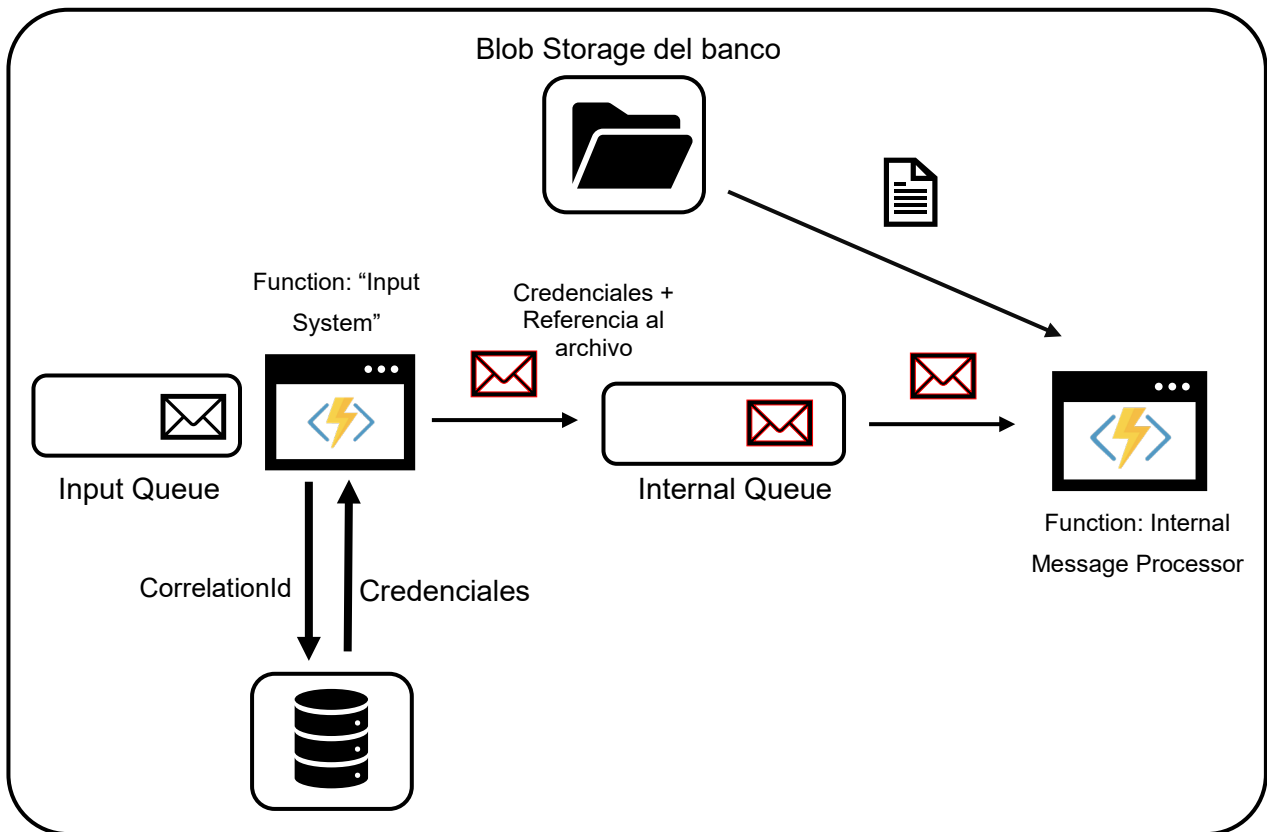 Blob Storage del banco
Function: “Input
System”
Credenciales +
Referencia al
archivo
Input Queue
Internal Queue
Function: Internal
Message Processor
CorrelationId
Credenciales